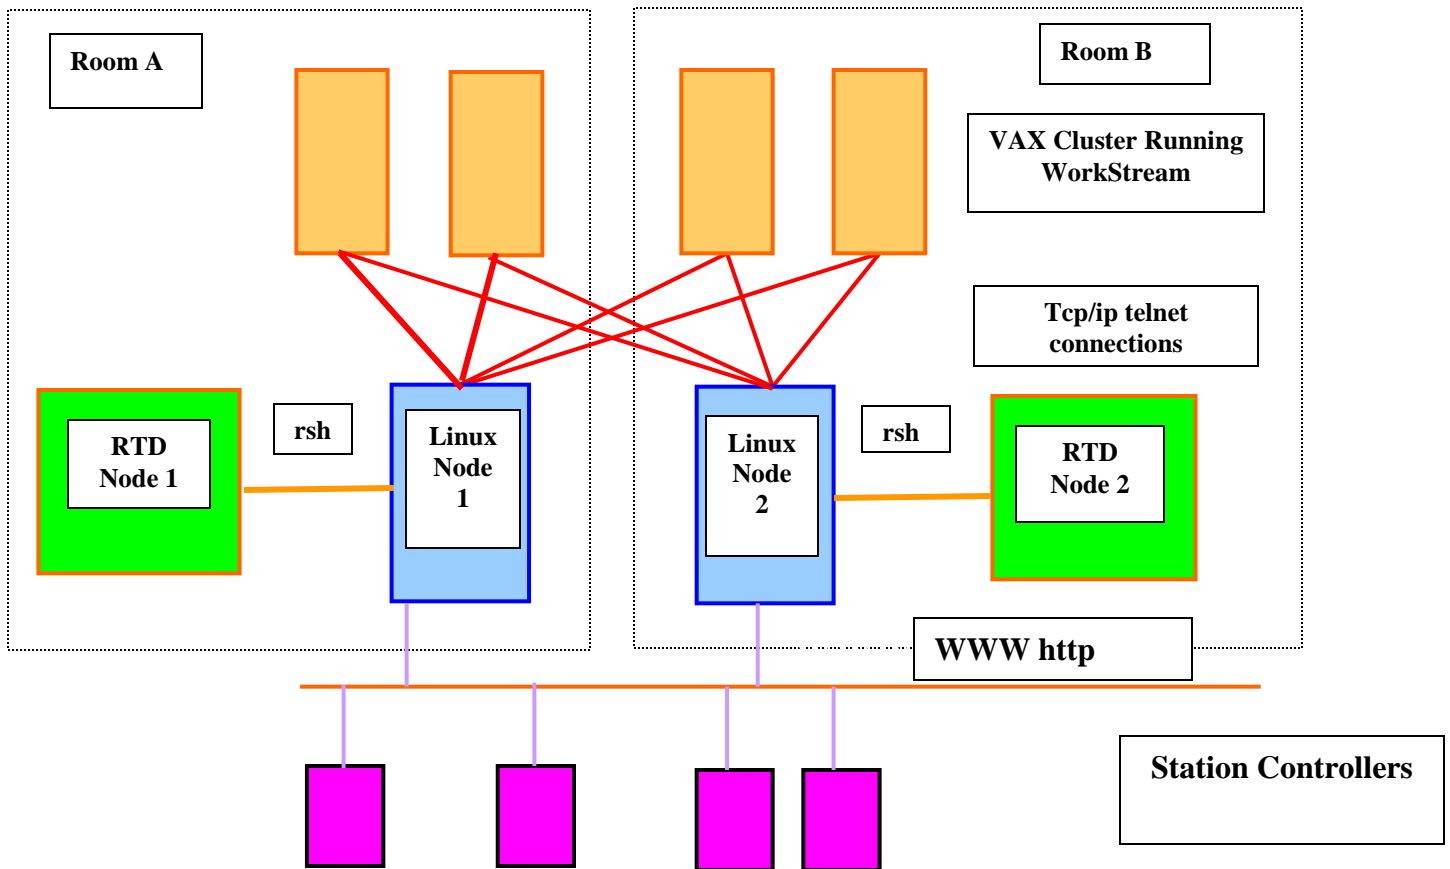 Room A
Room B
VAX Cluster Running
WorkStream
Tcp/ip telnet
connections
rsh
rsh
RTD
Node 1
Linux
Node
1
Linux
Node
2
RTD
Node 2
WWW http
Station Controllers